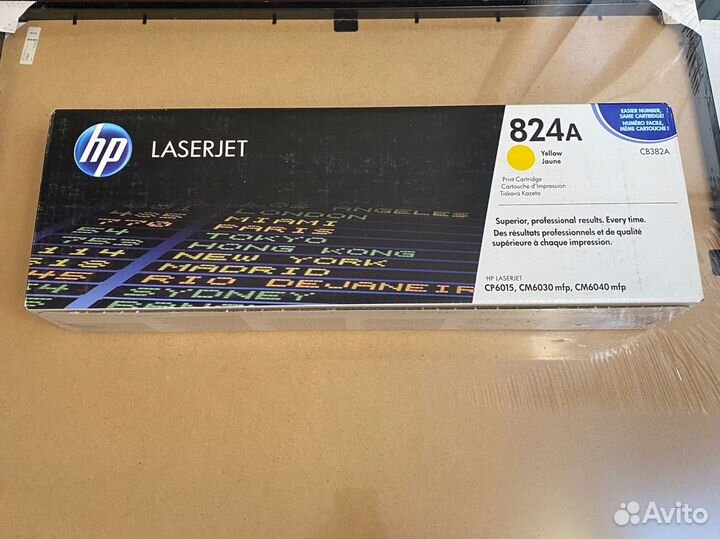 hp
LASERJET
ANGELES
LONDON
MIAMI
PARIS
TOKYO
HONG KONG
NEW YORK
MADRID
RIO DEJANEIR
SYDNEY
824A
Yellow
Jaune
Print Cartridge
Cartouche d'Impression
Tisková Kazeta
EASIER NUMBER,
SAME CARTRIDGE!
NUMÉRO FACILE,
MÊME CARTOUCHE!
CB382A
Superior, professional results. Every time.
Des résultats professionnels et de qualité
supérieure à chaque impression.
HP LASERJET
CP6015, CM6030 mfp, CM6040 mfp
Avito